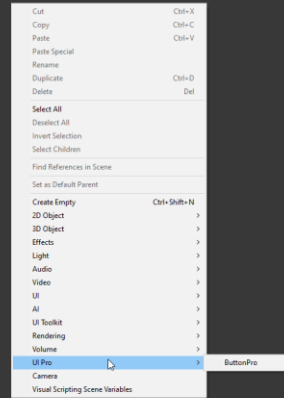 Cut Ctrl+X
Copy Ctrl+C
Paste Ctrl+V
Paste Special
Rename
Duplicate Ctrl+D
Delete Del
Select All
Deselect All
Invert Selection
Select Children
Find References in Scene
Set as Default Parent
Create Empty Ctrl+Shift+N
2D Object
3D Object
Effects
Light
Audio
Video
UI
AI
UI Toolkit
Rendering
Volume
UI Pro ButtonPro
Camera
Visual Scripting Scene Variables